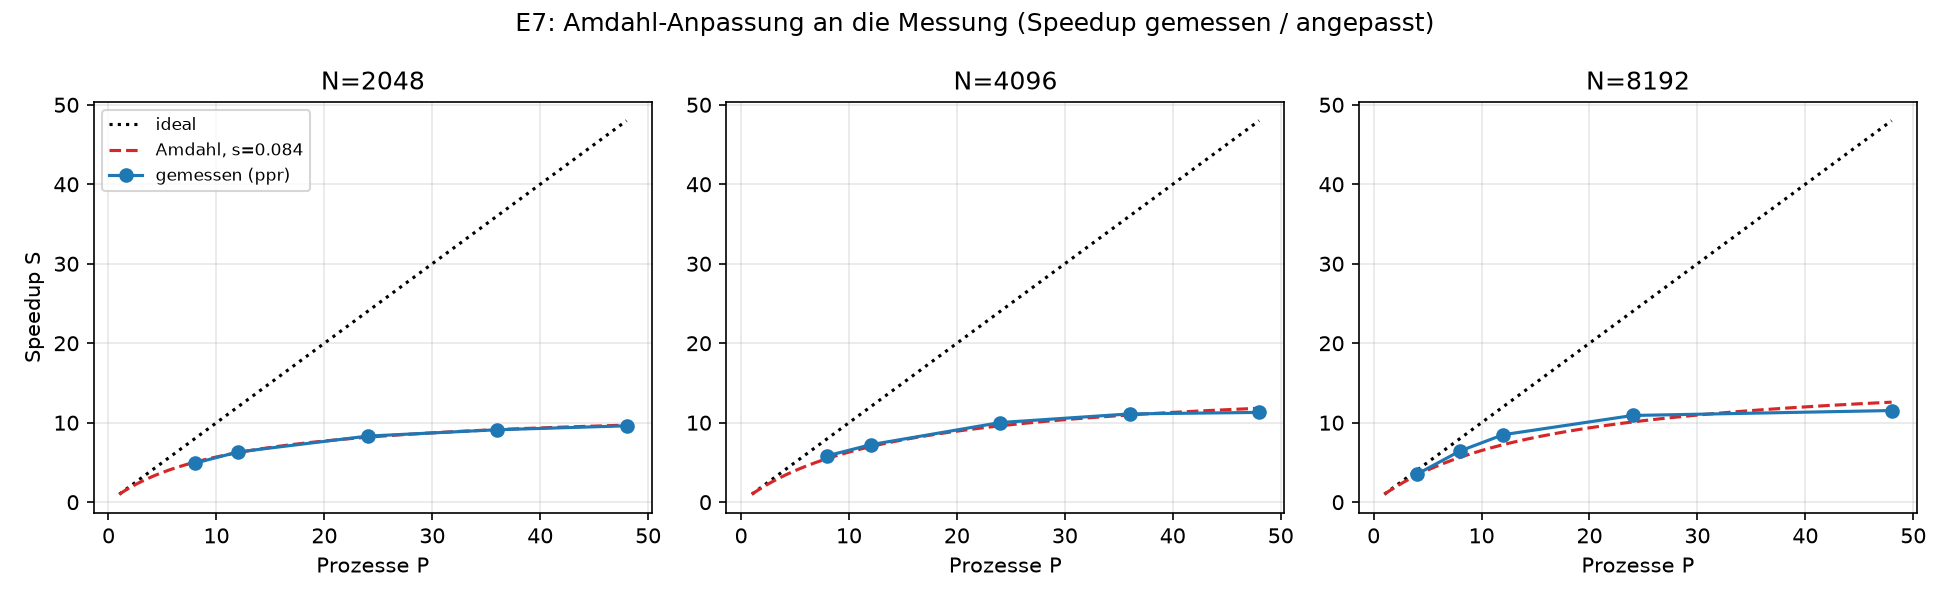 E7: Amdahl-Anpassung an die Messung (Speedup gemessen / angepasst)
N=2048
50
40
30
20
10
0
Speedup S
ideal
Amdahl, s=0.084
gemessen (ppr)
0 10 20 30 40 50
Prozesse P
N=4096
50
40
30
20
10
0
0 10 20 30 40 50
Prozesse P
N=8192
50
40
30
20
10
0
0 10 20 30 40 50
Prozesse P